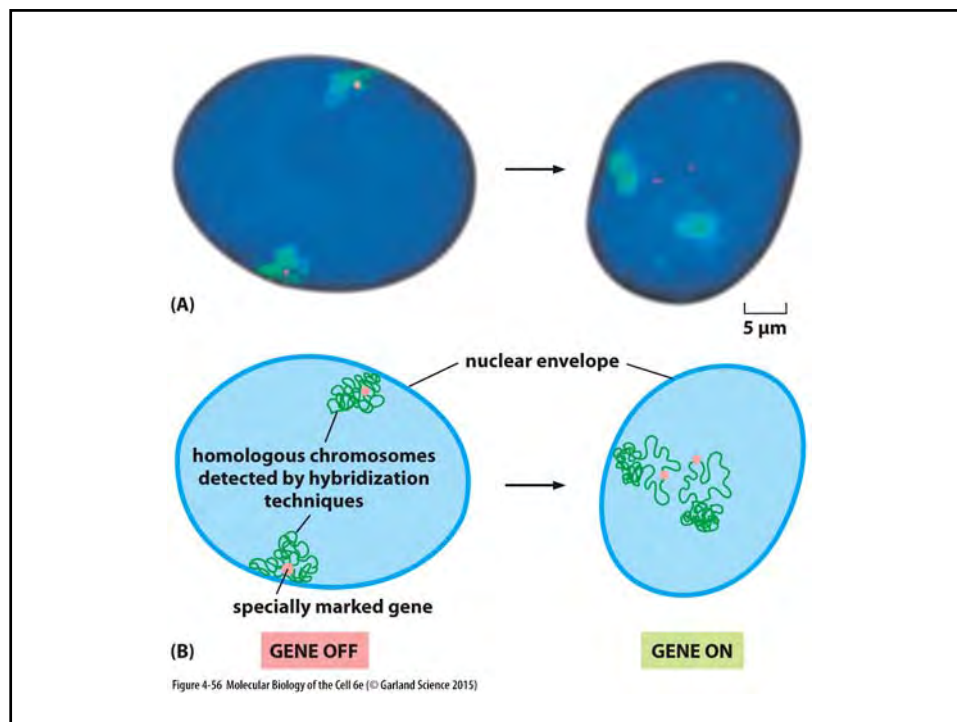 (A)
5 µm
nuclear envelope
homologous chromosomes
detected by hybridization
techniques
specially marked gene
(B)
GENE OFF
GENE ON
Figure 4-56 Molecular Biology of the Cell 6e (© Garland Science 2015)